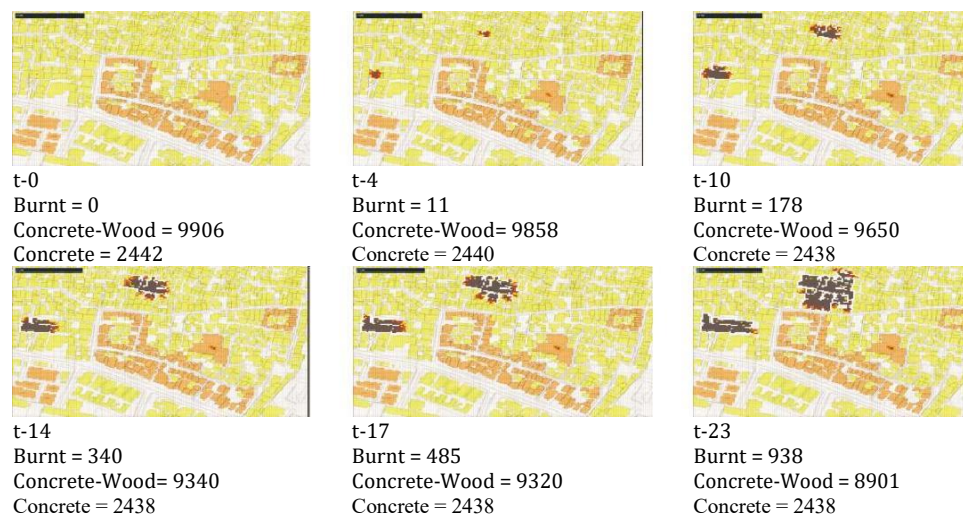 t-0
Burnt = 0
Concrete-Wood = 9906
Concrete = 2442
t-4
Burnt = 11
Concrete-Wood= 9858
Concrete = 2440
t-10
Burnt = 178
Concrete-Wood = 9650
Concrete = 2438
t-14
Burnt = 340
Concrete-Wood = 9340
Concrete = 2438
t-17
Burnt = 485
Concrete-Wood = 9320
Concrete = 2438
t-23
Burnt = 938
Concrete-Wood = 8901
Concrete = 2438